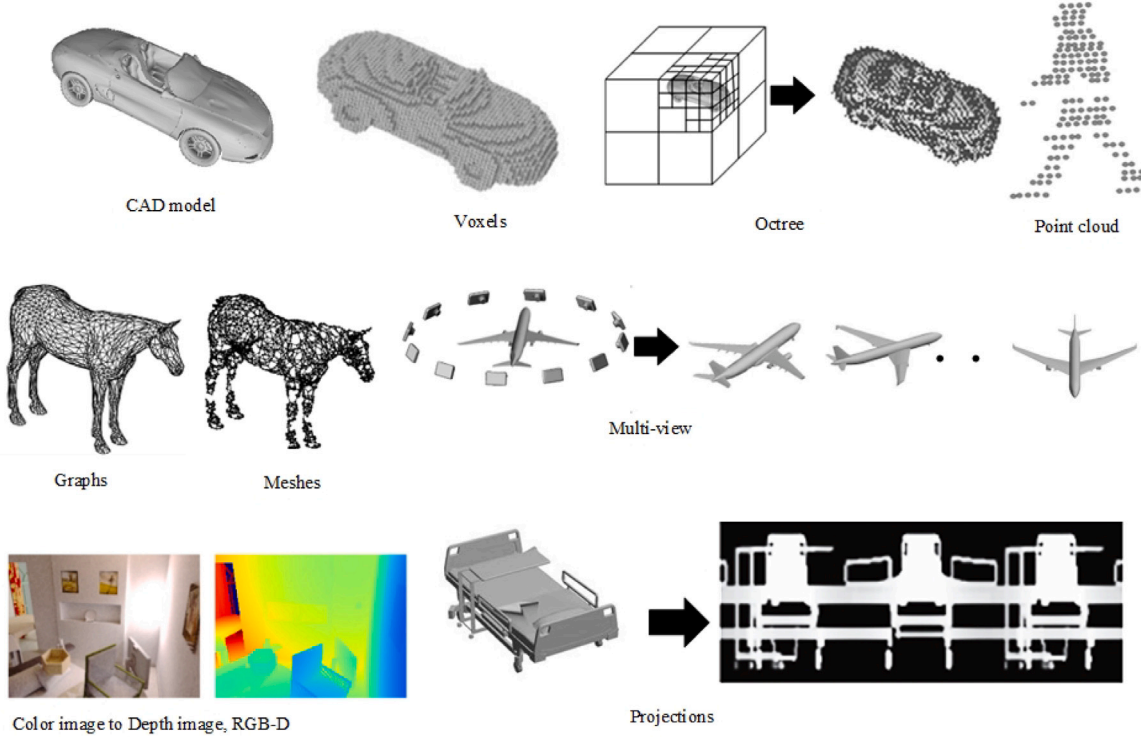 CAD model
Voxels
Octree
Point cloud
Graphs
Meshes
Multi-view
Color image to Depth image, RGB-D
Projections